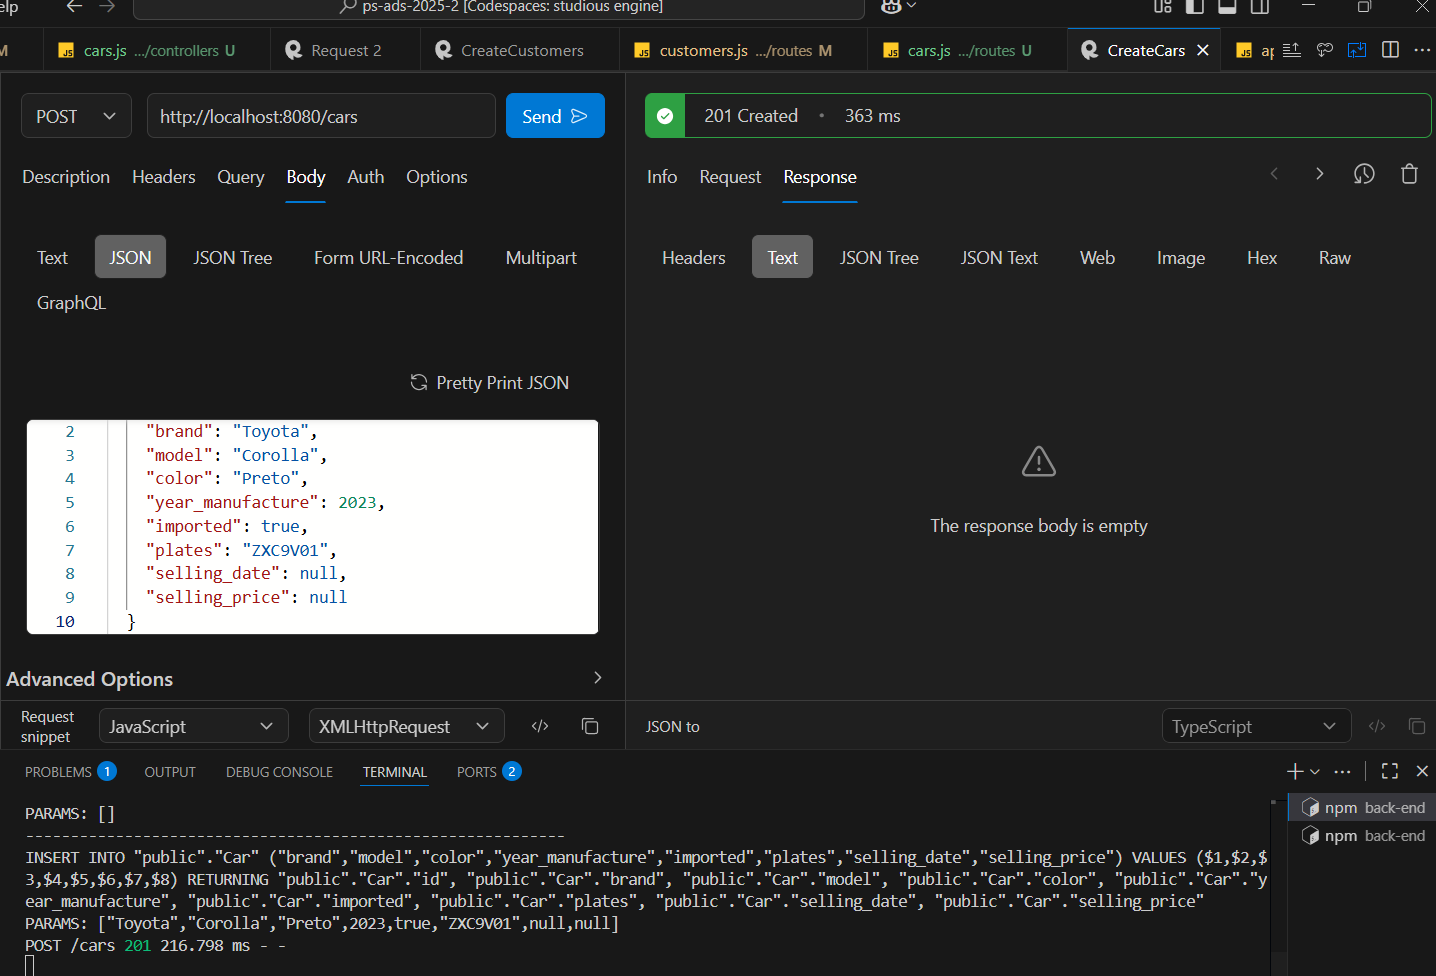 elp
ps-ads-2025-2 [Codespaces: studious engine]
M
JS cars.js .../controllers U
Request 2
CreateCustomers
JS customers.js .../routes M
JS cars.js .../routes U
CreateCars
JS ap
POST
http://localhost:8080/cars
Send
Description Headers Query Body Auth Options
Text JSON JSON Tree Form URL-Encoded Multipart
GraphQL
Pretty Print JSON
2 "brand": "Toyota",
3 "model": "Corolla",
4 "color": "Preto",
5 "year_manufacture": 2023,
6 "imported": true,
7 "plates": "ZXC9V01",
8 "selling_date": null,
9 "selling_price": null
10 }
Advanced Options
Request snippet
JavaScript
XMLHttpRequest
201 Created • 363 ms
Info Request Response
Headers Text JSON Tree JSON Text Web Image Hex Raw
The response body is empty
JSON to
TypeScript
PROBLEMS 1 OUTPUT DEBUG CONSOLE TERMINAL PORTS 2
PARAMS: []
------------------------------------------------------------
INSERT INTO "public"."Car" ("brand","model","color","year_manufacture","imported","plates","selling_date","selling_price") VALUES ($1,$2,$
3,$4,$5,$6,$7,$8) RETURNING "public"."Car"."id", "public"."Car"."brand", "public"."Car"."model", "public"."Car"."color", "public"."Car"."y
ear_manufacture", "public"."Car"."imported", "public"."Car"."plates", "public"."Car"."selling_date", "public"."Car"."selling_price"
PARAMS: ["Toyota","Corolla","Preto",2023,true,"ZXC9V01",null,null]
POST /cars 201 216.798 ms - -
npm back-end
npm back-end